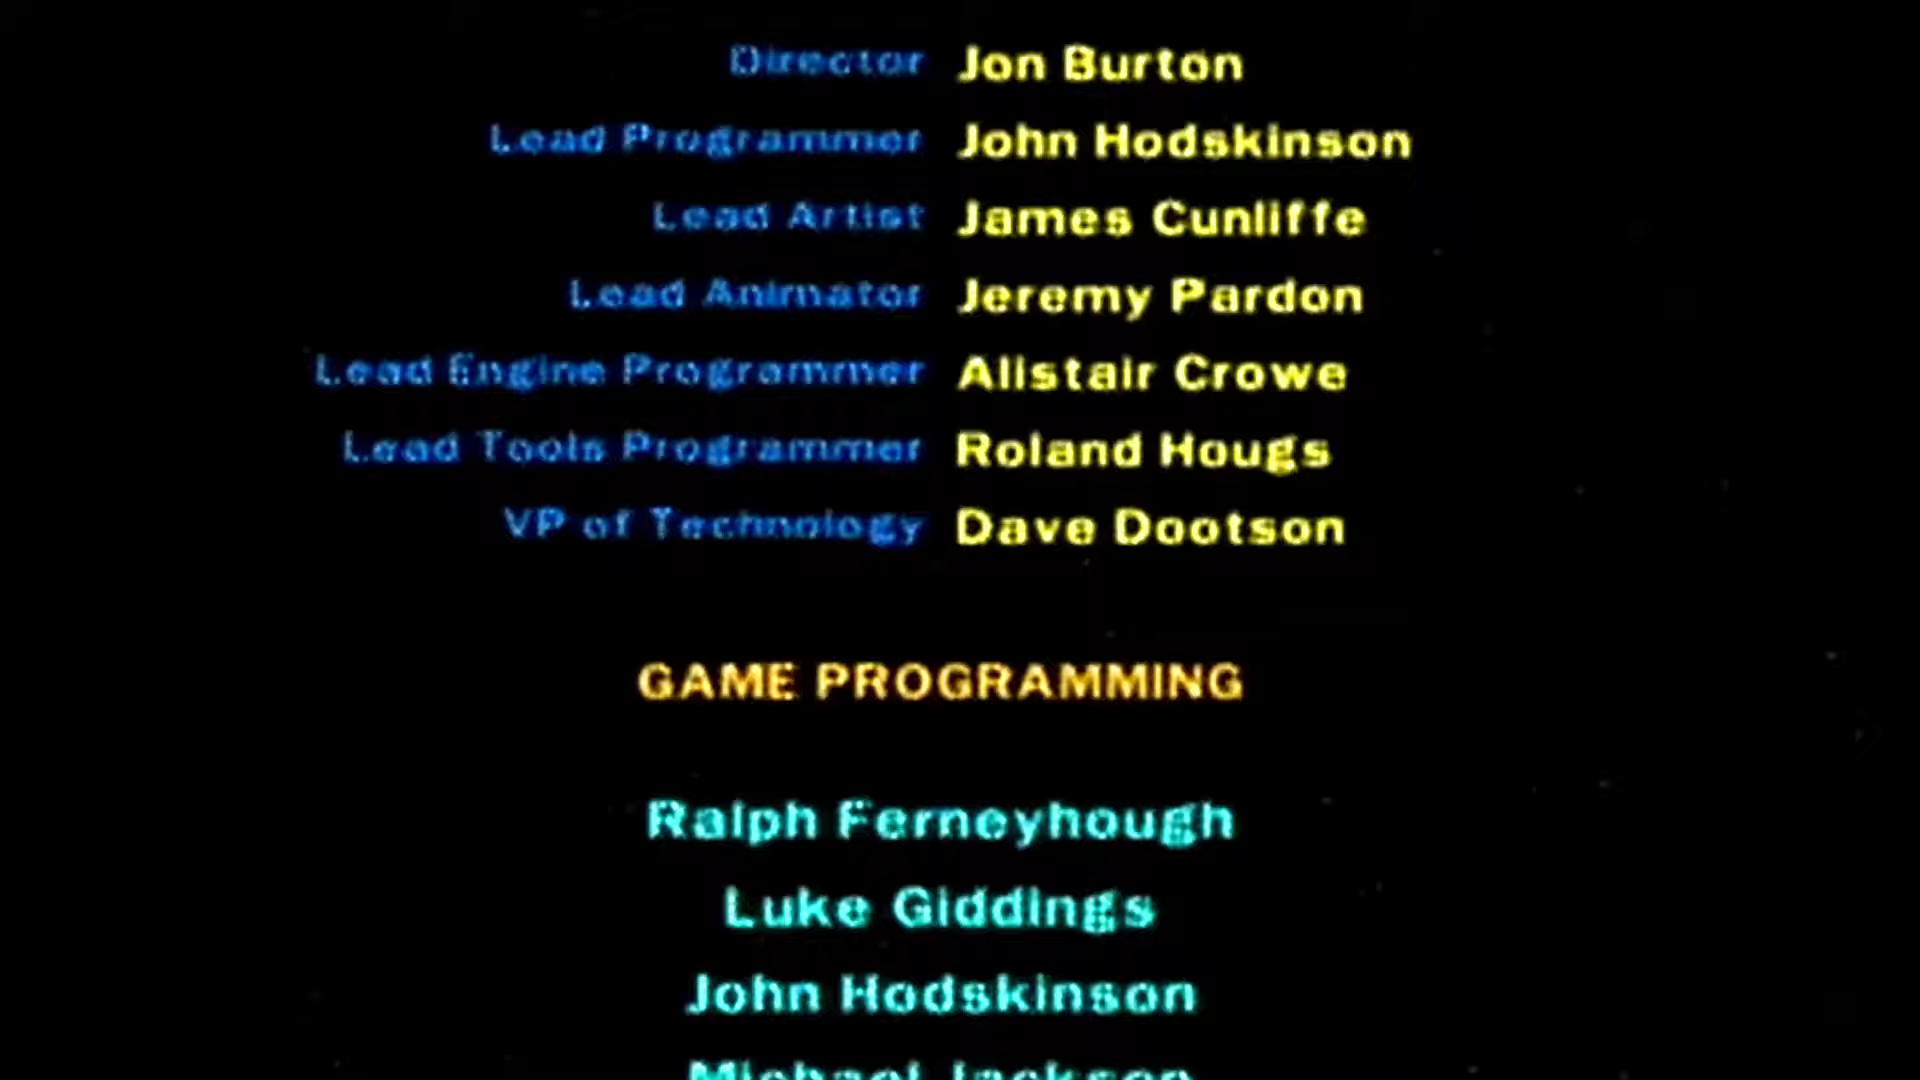 Director Jon Burton
Lead Programmer John Hodskinson
Lead Artist James Cunliffe
Lead Animator Jeremy Pardon
Lead Engine Programmer Alistair Crowe
Lead Tools Programmer Roland Hougs
VP of Technology Dave Dootson
GAME PROGRAMMING
Ralph Ferneyhough
Luke Giddings
John Hodskinson
Michael Jackson